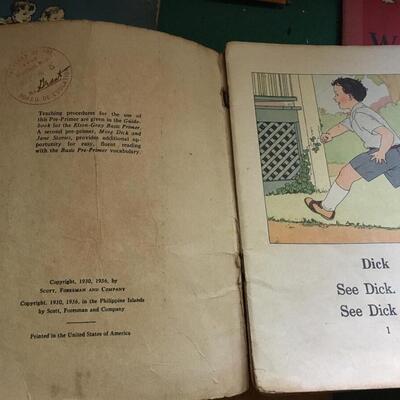 Grant
Teaching procedures for the use of
this Pre-Primer are given in the Guide-
book for the Elson-Gray Basic Primer.
A second pre-primer, More Dick and
Jane Stories, provides additional op-
portunity for easy, fluent reading
with the Basic Pre-Primer vocabulary.
Copyright, 1930, 1936, by
Scott, Foresman and Company
Copyright, 1930, 1936, in the Philippine Islands
by Scott, Foresman and Company
Printed in the United States of America
W
Dick
See Dick.
See Dick
1